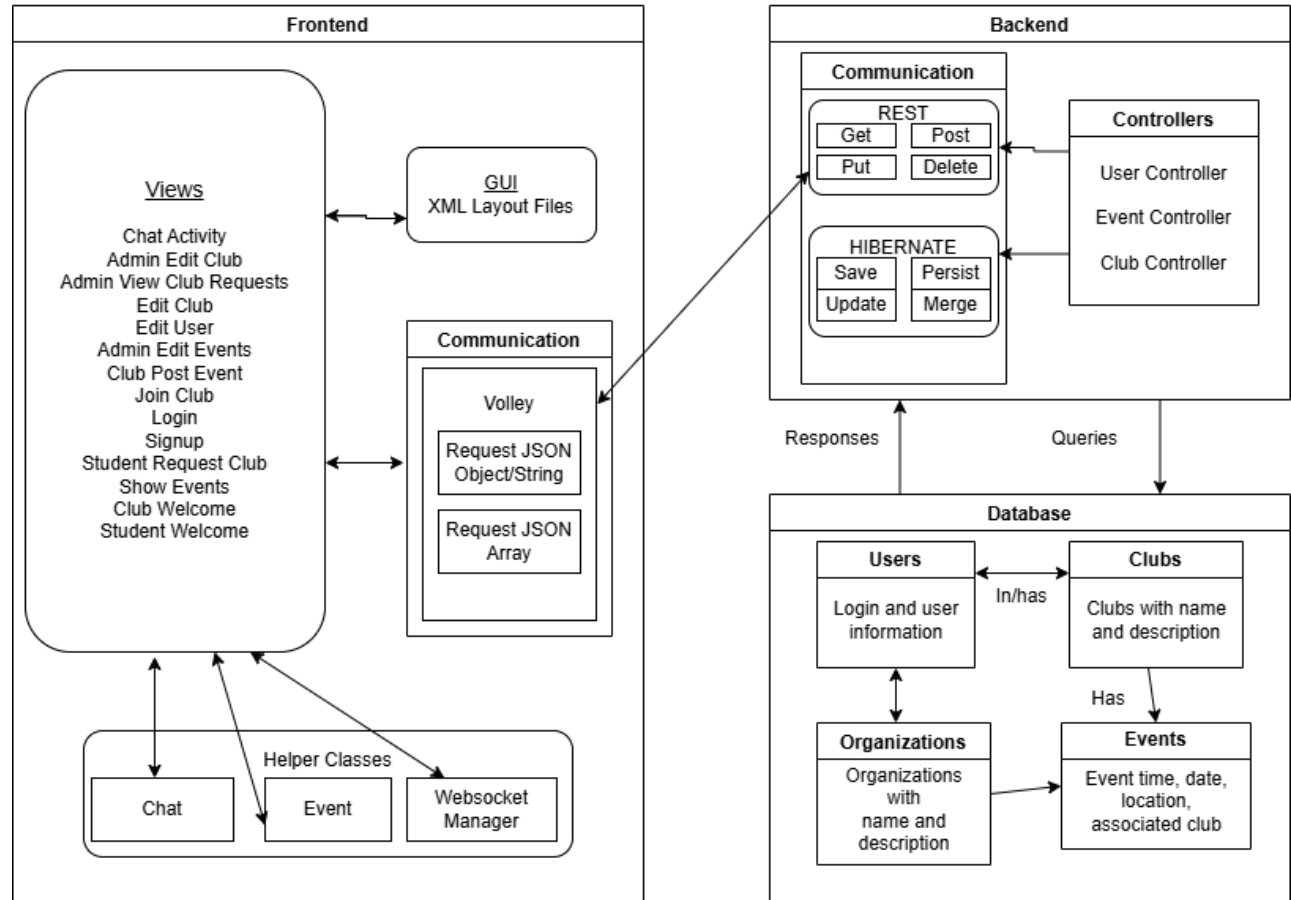 Frontend
Views
Chat Activity
Admin Edit Club
Admin View Club Requests
Edit Club
Edit User
Admin Edit Events
Club Post Event
Join Club
Login
Signup
Student Request Club
Show Events
Club Welcome
Student Welcome
GUI
XML Layout Files
Communication
Volley
Request JSON
Object/String
Request JSON
Array
Helper Classes
Chat
Event
Websocket
Manager
Backend
Communication
REST
Get
Post
Put
Delete
HIBERNATE
Save
Persist
Update
Merge
Controllers
User Controller
Event Controller
Club Controller
Responses
Queries
Database
Users
Login and user
information
In/has
Clubs
Clubs with name
and description
Has
Organizations
Organizations
with
name and
description
Events
Event time, date,
location,
associated club